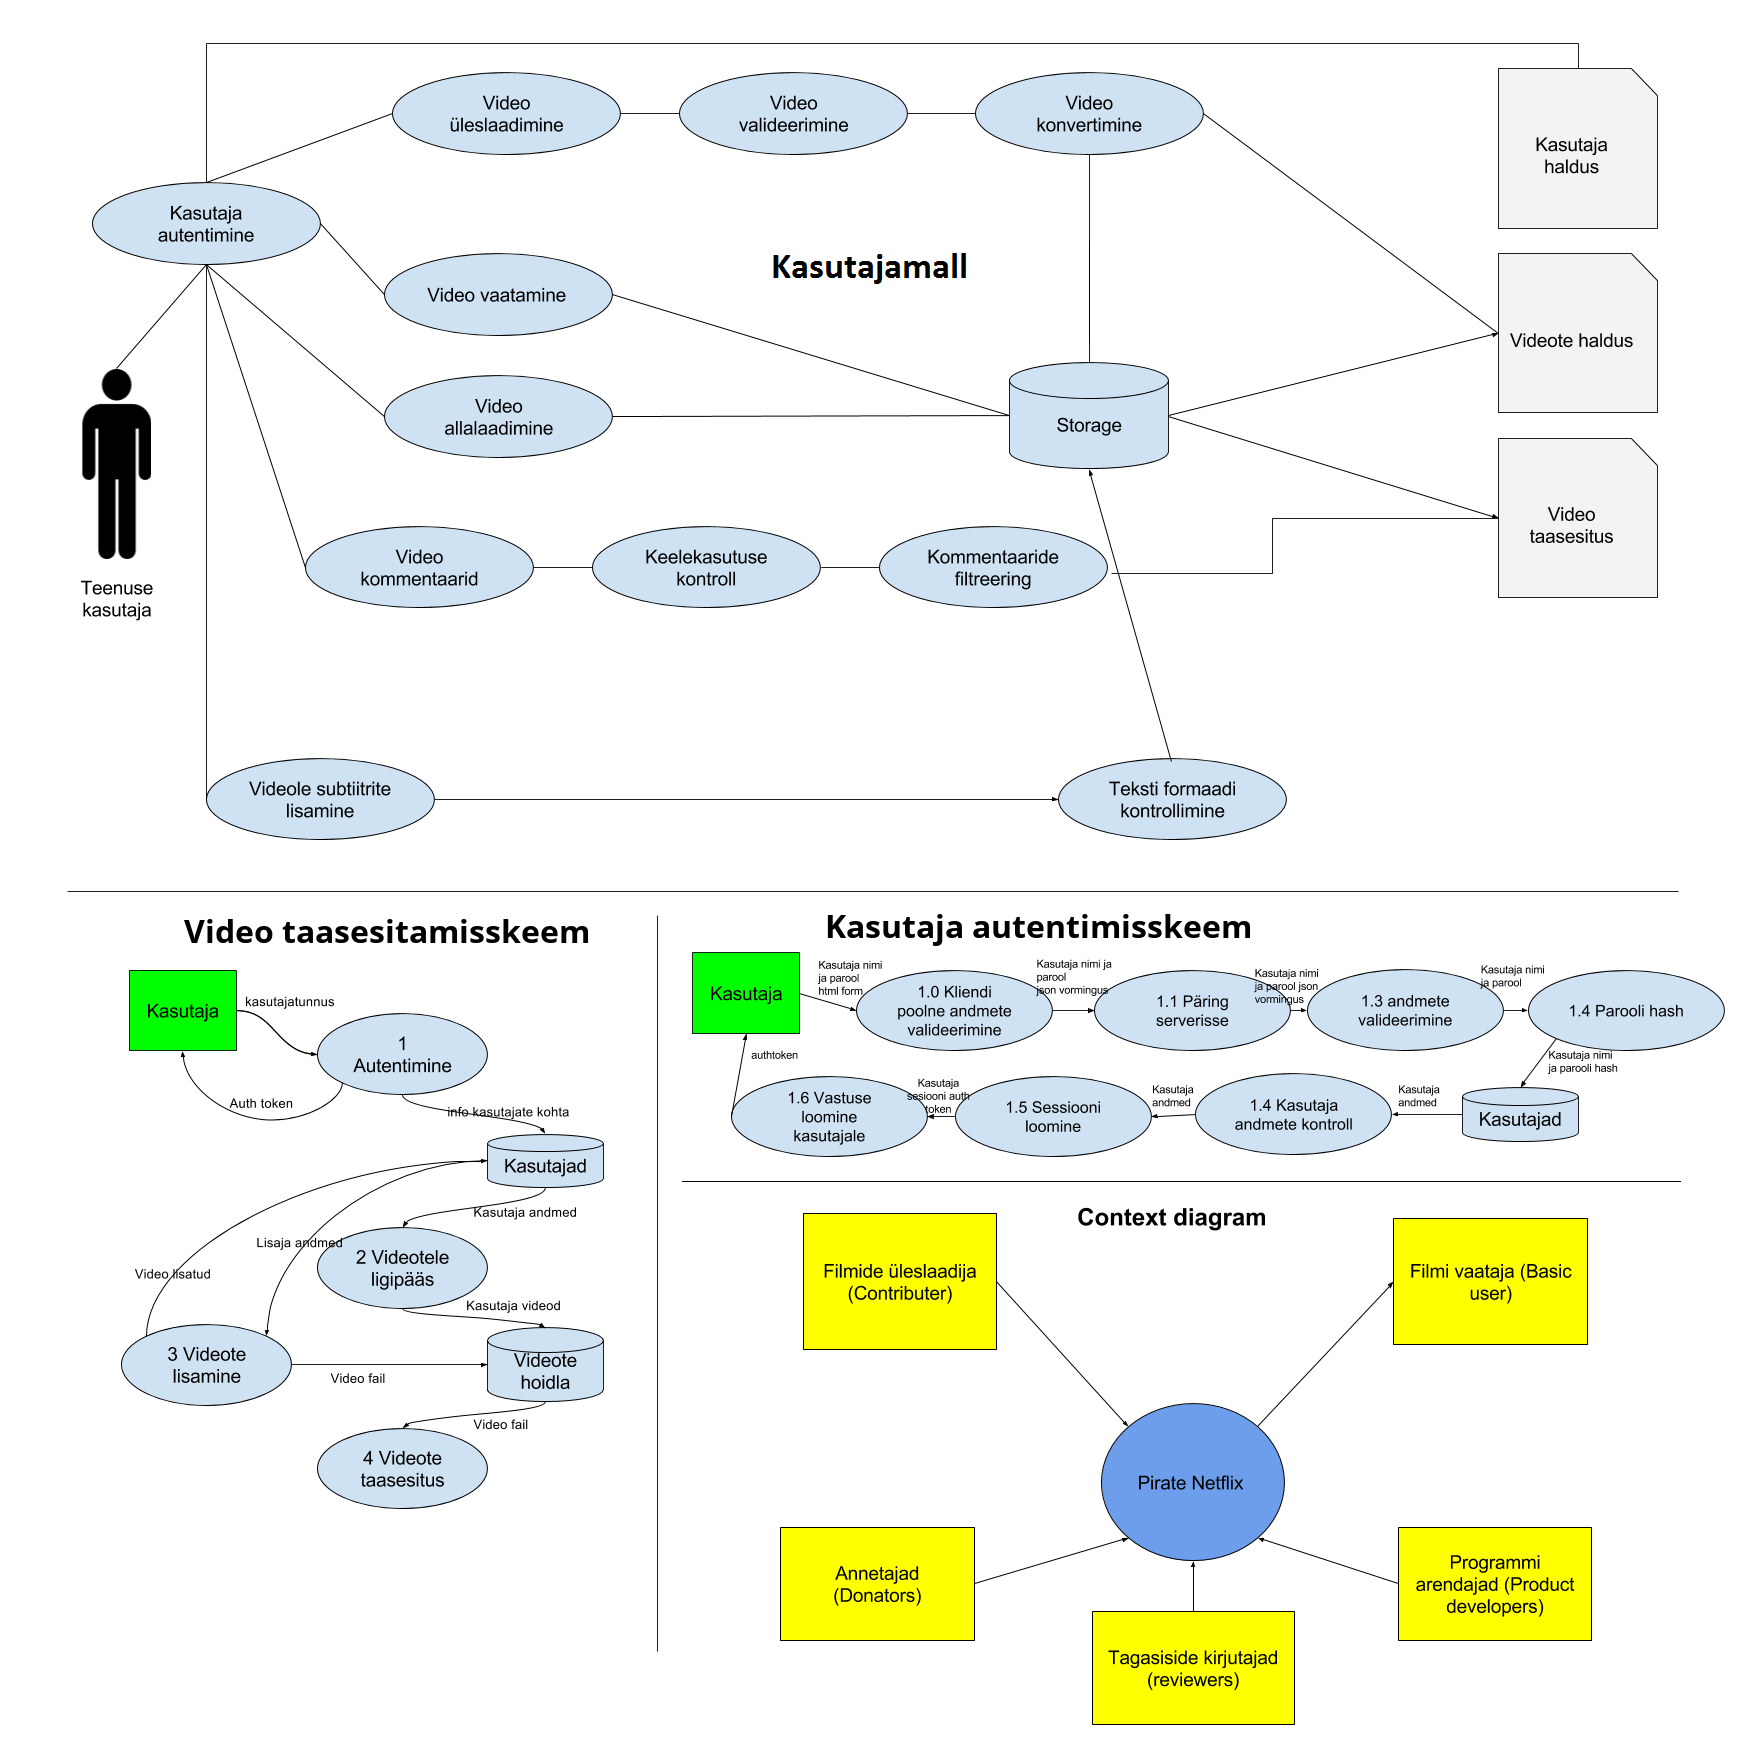 Video
üleslaadimine
Video
valideerimine
Video
konvertimine
Kasutaja
haldus
Kasutaja
autentimine
Kasutajamall
Video vaatamine
Videote haldus
Video
allalaadimine
Storage
Video
taasesitus
Video
kommentaarid
Keelekasutuse
kontroll
Kommentaaride
filtreering
Teenuse
kasutaja
Videole subtiitrite
lisamine
Teksti formaadi
kontrollimine
Video taasesitamisskeem
Kasutaja
kasutajatunnus
1
Autentimine
Auth token
info kasutajate kohta
Kasutajad
Kasutaja andmed
Lisaja andmed
Video lisatud
2 Videotele
ligipääs
Kasutaja videod
3 Videote
lisamine
Video fail
Videote
hoidla
Video fail
4 Videote
taasesitus
Kasutaja autentimisskeem
Kasutaja
Kasutaja nimi
ja parool
html form
1.0 Kliendi
poolne andmete
valideerimine
Kasutaja nimi ja
parool
json vormingus
1.1 Päring
serverisse
Kasutaja nimi
ja parool json
vormingus
1.3 andmete
valideerimine
Kasutaja nimi
ja parool
1.4 Parooli hash
Kasutaja nimi
ja parooli hash
Kasutajad
Kasutaja
andmed
1.4 Kasutaja
andmete kontroll
Kasutaja
andmed
1.5 Sessiooni
loomine
Kasutaja
sesiooni auth
token
1.6 Vastuse
loomine
kasutajale
authtoken
Context diagram
Filmide üleslaadija
(Contributer)
Filmi vaataja (Basic
user)
Pirate Netflix
Annetajad
(Donators)
Tagasiside kirjutajad
(reviewers)
Programmi
arendajad (Product
developers)